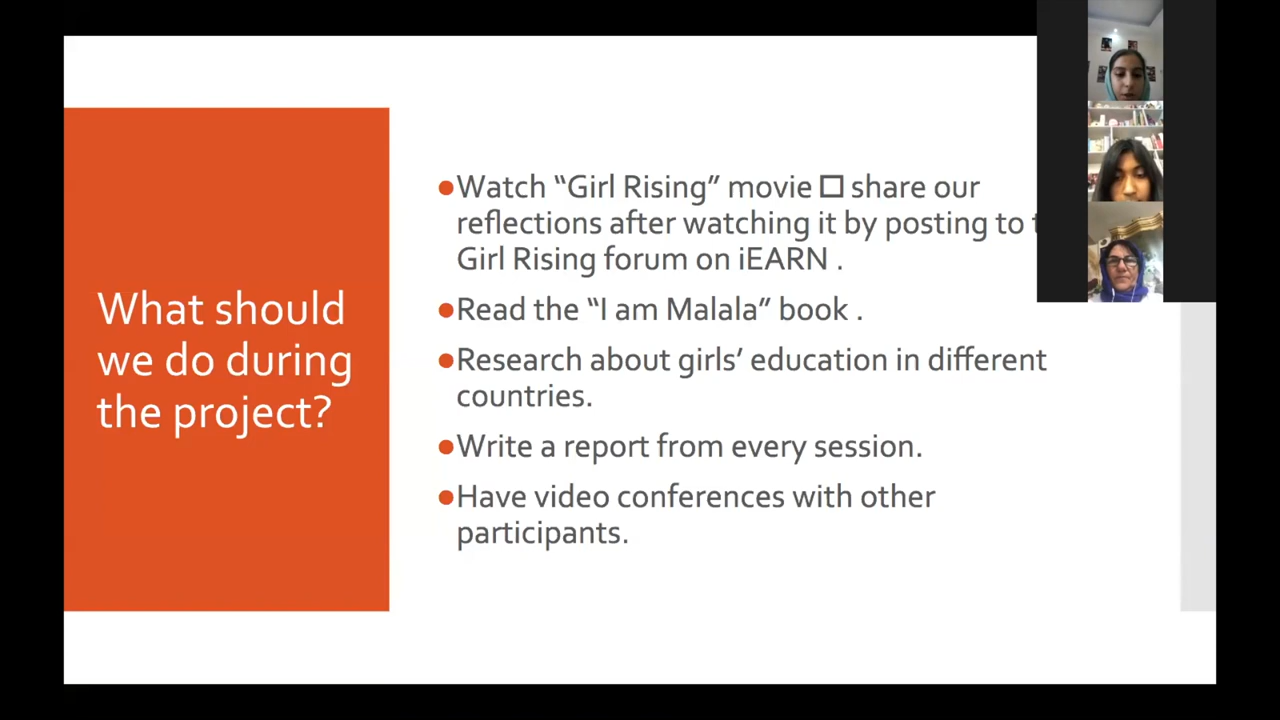 What should
we do during
the project?
●Watch “Girl Rising” movie □ share our
reflections after watching it by posting to
Girl Rising forum on iEARN .
●Read the “I am Malala” book .
●Research about girls’ education in different
countries.
●Write a report from every session.
●Have video conferences with other
participants.